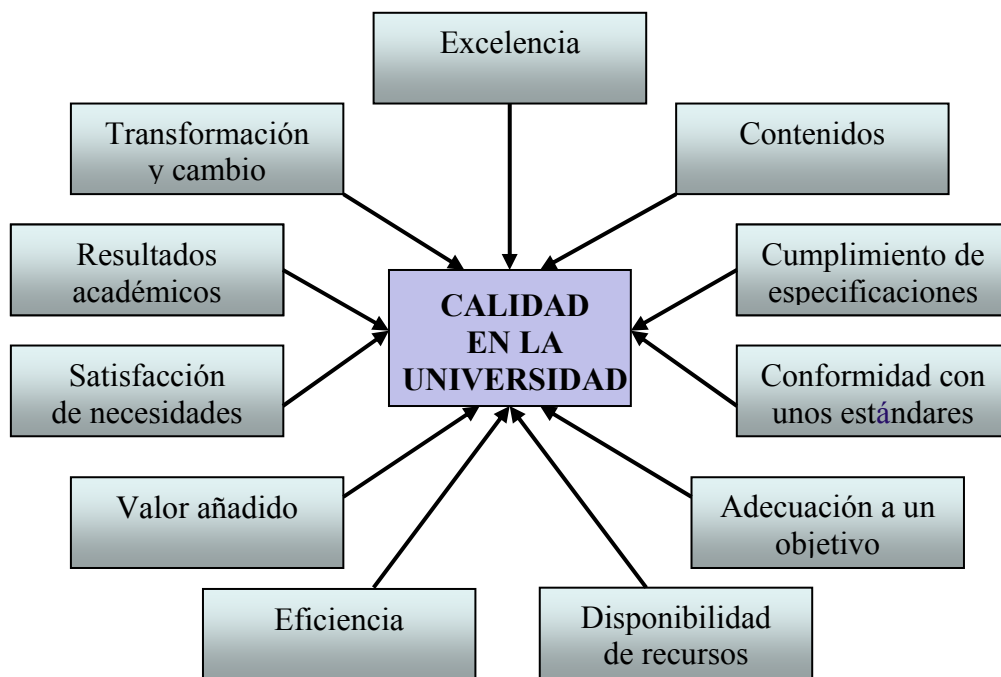 Excelencia
Transformación
y cambio
Contenidos
Resultados
académicos
Cumplimiento de
especificaciones
CALIDAD
EN LA
UNIVERSIDAD
Satisfacción
de necesidades
Conformidad con
unos estándares
Valor añadido
Adecuación a un
objetivo
Eficiencia
Disponibilidad
de recursos